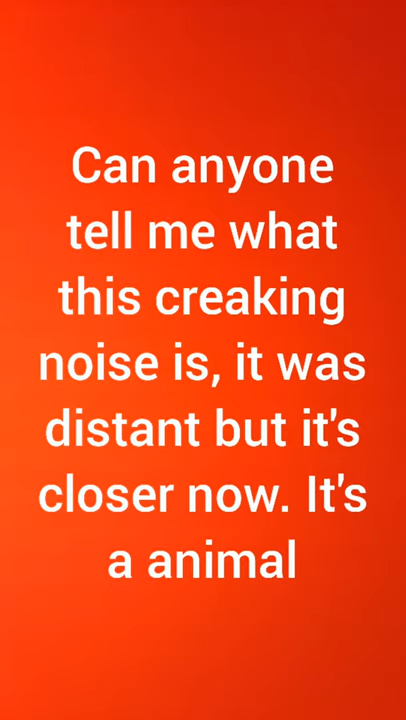 Can anyone
tell me what
this creaking
noise is, it was
distant but it's
closer now. It's
a animal